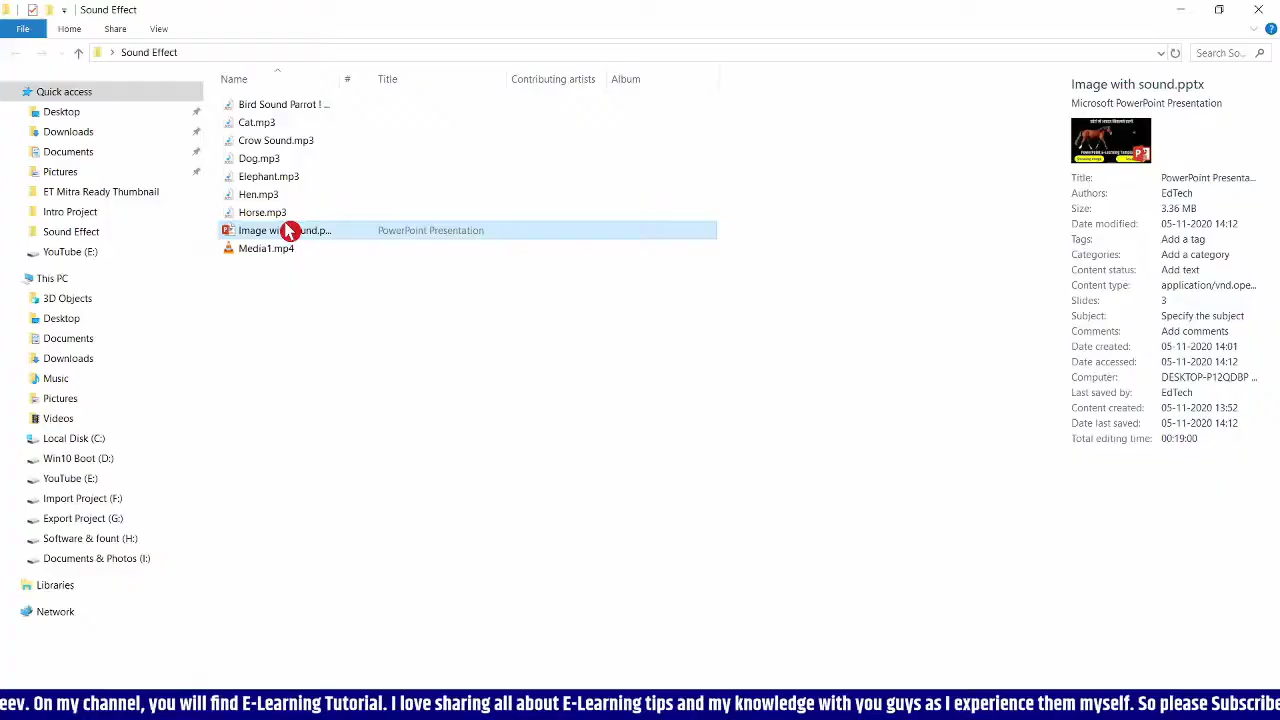 Sound Effect
File Home Share View
Sound Effect
Search So...
Quick access
Desktop
Downloads
Documents
Pictures
ET Mitra Ready Thumbnail
Intro Project
Sound Effect
YouTube (E:)
This PC
3D Objects
Desktop
Documents
Downloads
Music
Pictures
Videos
Local Disk (C:)
Win10 Boot (D:)
YouTube (E:)
Import Project (F:)
Export Project (G:)
Software & fount (H:)
Documents & Photos (I:)
Libraries
Network
Name # Title Contributing artists Album
Bird Sound Parrot ! ...
Cat.mp3
Crow Sound.mp3
Dog.mp3
Elephant.mp3
Hen.mp3
Horse.mp3
Image wi und.p... PowerPoint Presentation
Media1.mp4
Image with sound.pptx
Microsoft PowerPoint Presentation
Title: PowerPoint Presenta...
Authors: EdTech
Size: 3.36 MB
Date modified: 05-11-2020 14:12
Tags: Add a tag
Categories: Add a category
Content status: Add text
Content type: application/vnd.ope...
Slides: 3
Subject: Specify the subject
Comments: Add comments
Date created: 05-11-2020 14:01
Date accessed: 05-11-2020 14:12
Computer: DESKTOP-P12QDBP ...
Last saved by: EdTech
Content created: 05-11-2020 13:52
Date last saved: 05-11-2020 14:12
Total editing time: 00:19:00
eev. On my channel, you will find E-Learning Tutorial. I love sharing all about E-Learning tips and my knowledge with you guys as I experience them myself. So please Subscribe